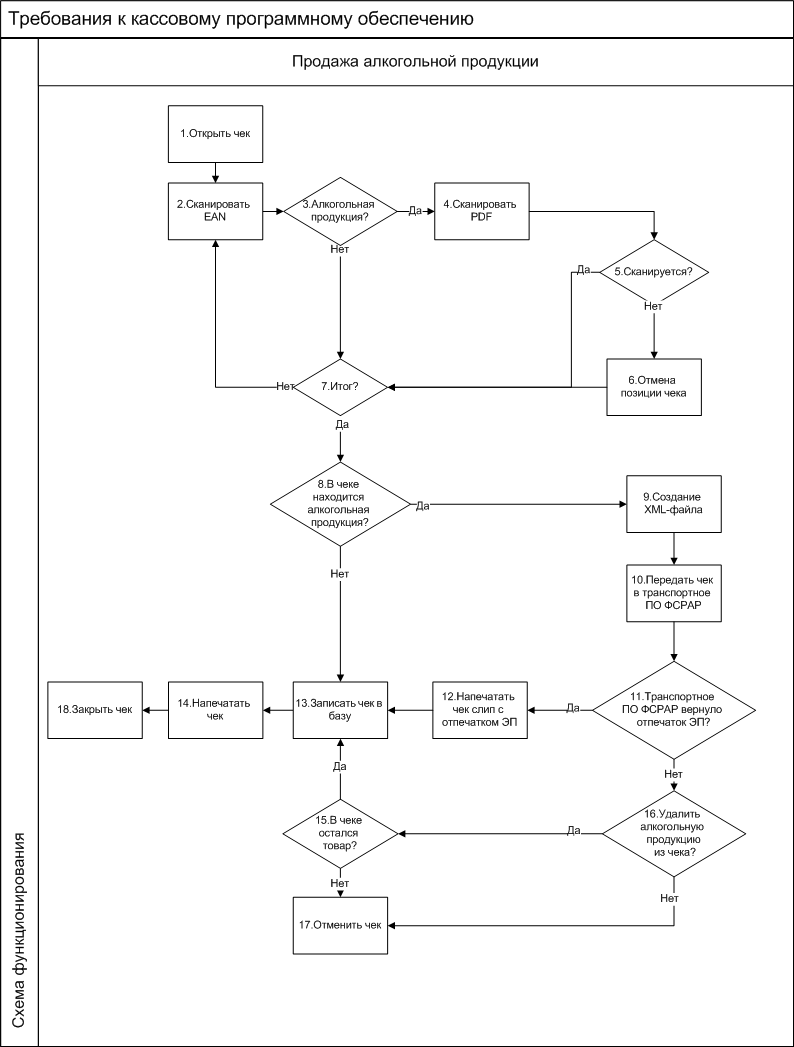 Требования к кассовому программному обеспечению
Продажа алкогольной продукции
Схема функционирования
1.Открыть чек
2.Сканировать
EAN
3.Алкогольная
продукция?
Да
4.Сканировать
PDF
Нет
Да
5.Сканируется?
Нет
Нет
7.Итог?
6.Отмена
позиции чека
Да
8.В чеке
находится
алкогольная
продукция?
Да
9.Создание
XML-файла
Нет
10.Передать чек
в транспортное
ПО ФСРАР
18.Закрыть чек
14.Напечатать
чек
13.Записать чек в
базу
12.Напечатать
чек слип с
отпечатком ЭП
Да
11.Транспортное
ПО ФСРАР вернуло
отпечаток ЭП?
Да
Нет
15.В чеке
остался
товар?
Да
16.Удалить
алкогольную
продукцию
из чека?
Нет
Нет
17.Отменить чек